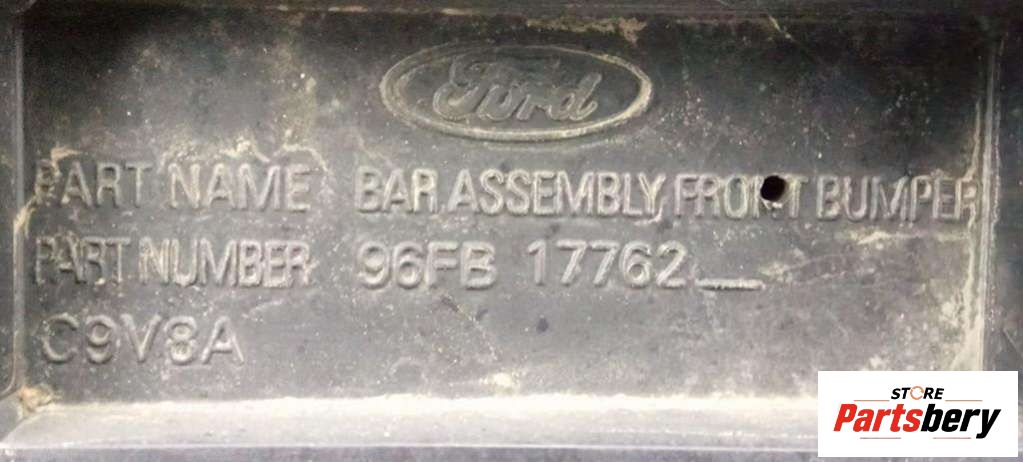 Ford
PART NAME BAR ASSEMBLY, FRONT BUMPER
PART NUMBER 96FB 17762__
C9V8A
STORE
Partsbery